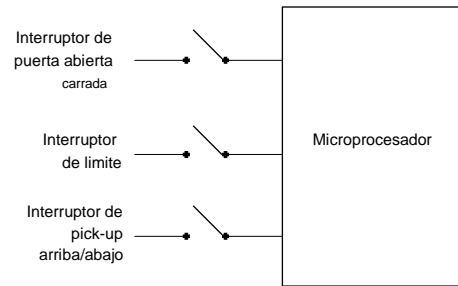 Interruptor de
puerta abierta
carrada
Interruptor
de limite
Interruptor de
pick-up
arriba/abajo
Microprocesador